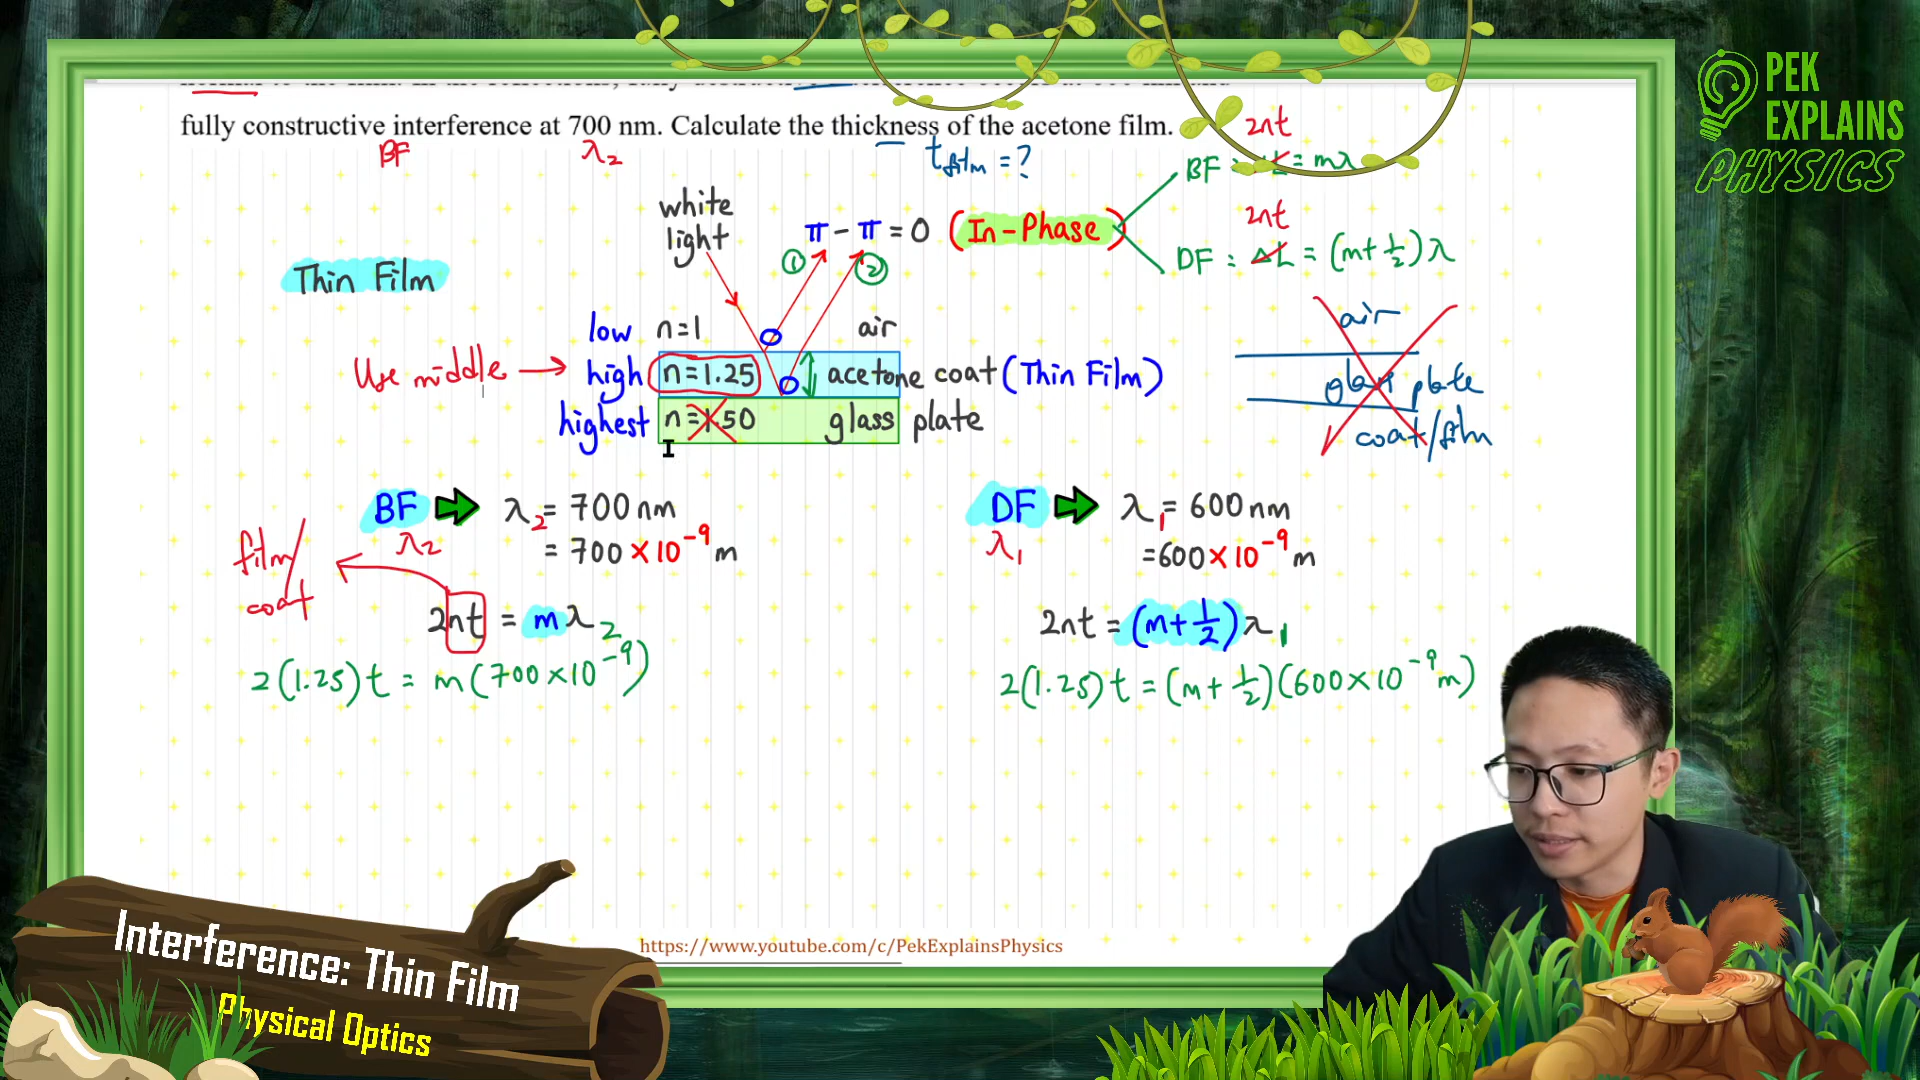 fully constructive interference at 700 nm. Calculate the thickness of the acetone film.
BF
λ2
t film = ?
2nt
BF : ΔL = mλ
white light
π - π = 0 (In-Phase)
① ②
2nt
DF : ΔL = (m + 1/2) λ
Thin Film
low n=1 air
Use middle → high n=1.25 acetone coat (Thin Film)
highest n=1.50 glass plate
air
glass plate
coat/film
BF λ2 = 700 nm
λ2
= 700 × 10⁻⁹ m
film/
coat
2nt = mλ2
2(1.25)t = m(700×10⁻⁹)
DF λ1 = 600 nm
λ1
=600 × 10⁻⁹ m
2nt = (m+1/2)λ1
2(1.25)t = (m+1/2)(600×10⁻⁹ m)
https://www.youtube.com/c/PekExplainsPhysics
Interference: Thin Film
Physical Optics
PEK
EXPLAINS
PHYSICS